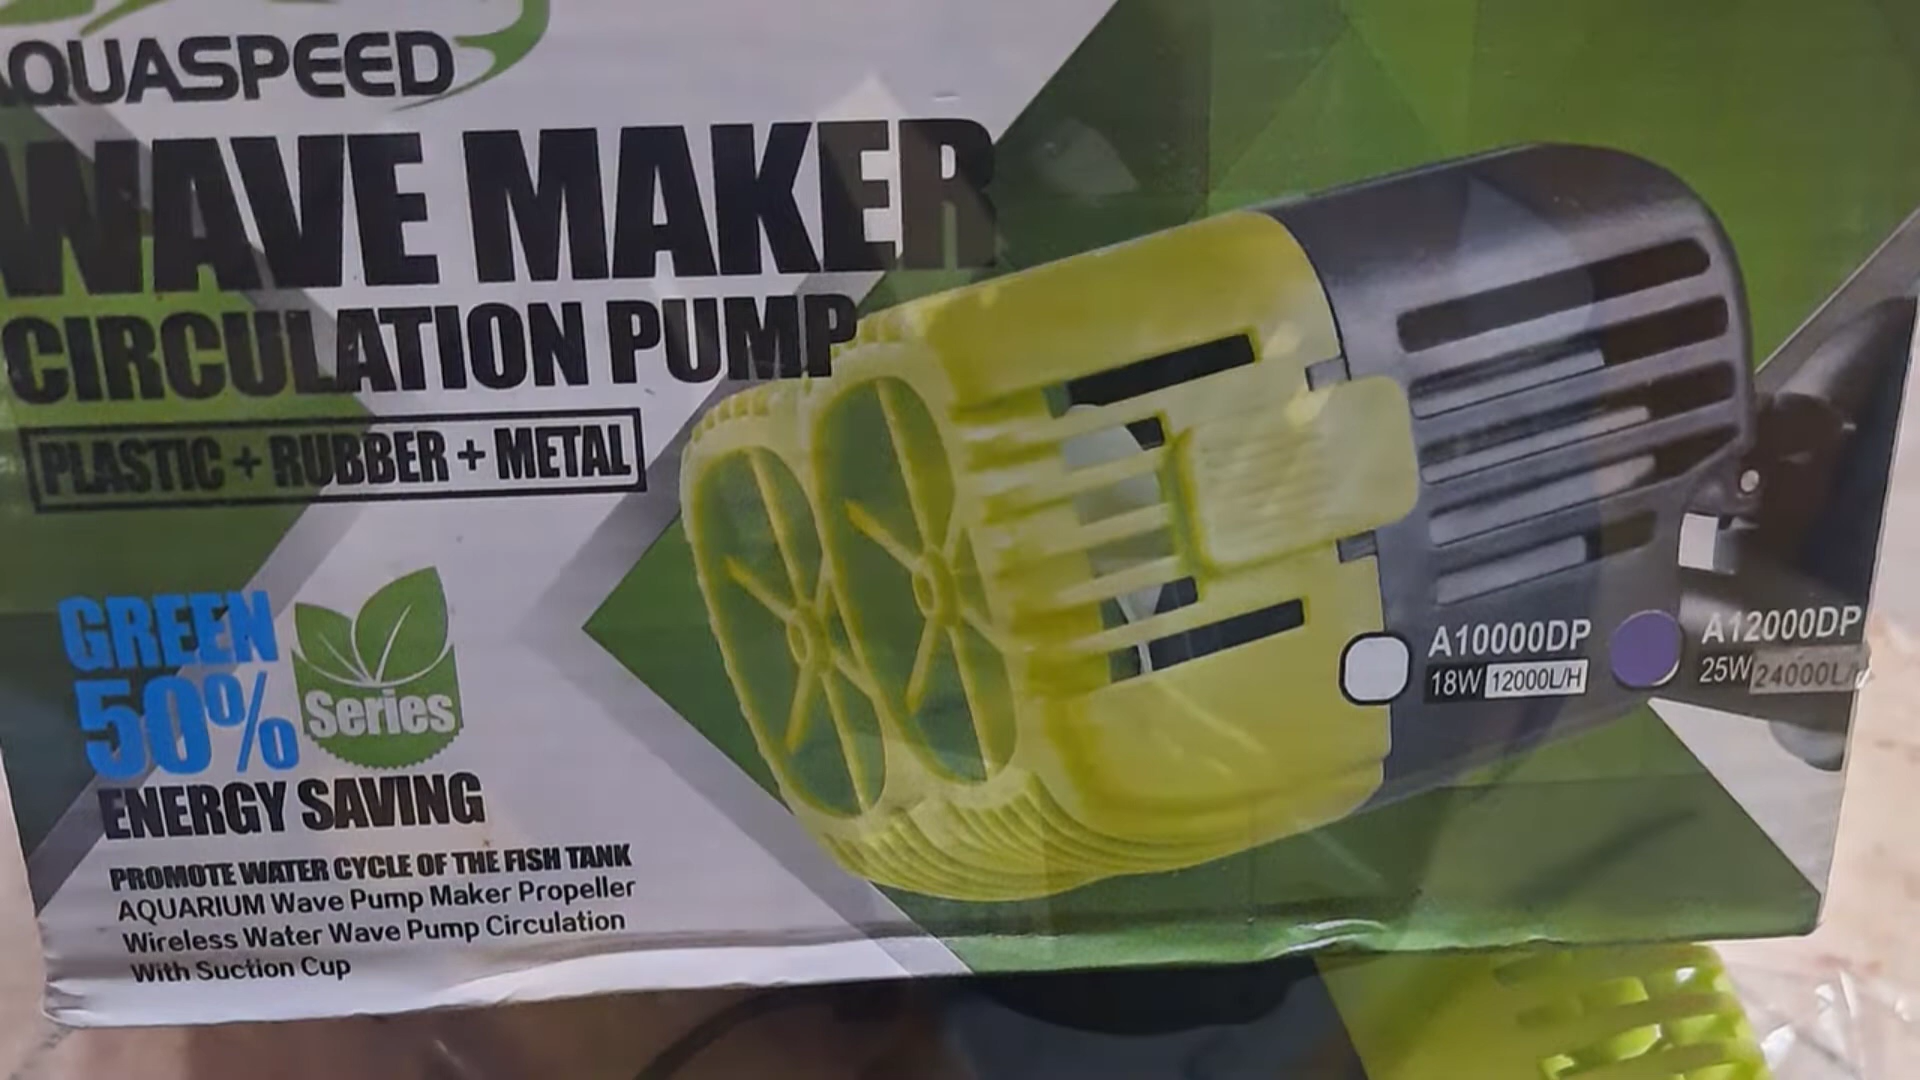 AQUASPEED
WAVE MAKER
CIRCULATION PUMP
PLASTIC + RUBBER + METAL
GREEN
50%
Series
ENERGY SAVING
PROMOTE WATER CYCLE OF THE FISH TANK
AQUARIUM Wave Pump Maker Propeller
Wireless Water Wave Pump Circulation
With Suction Cup
A10000DP
18W 12000L/H
A12000DP
25W 24000L/H